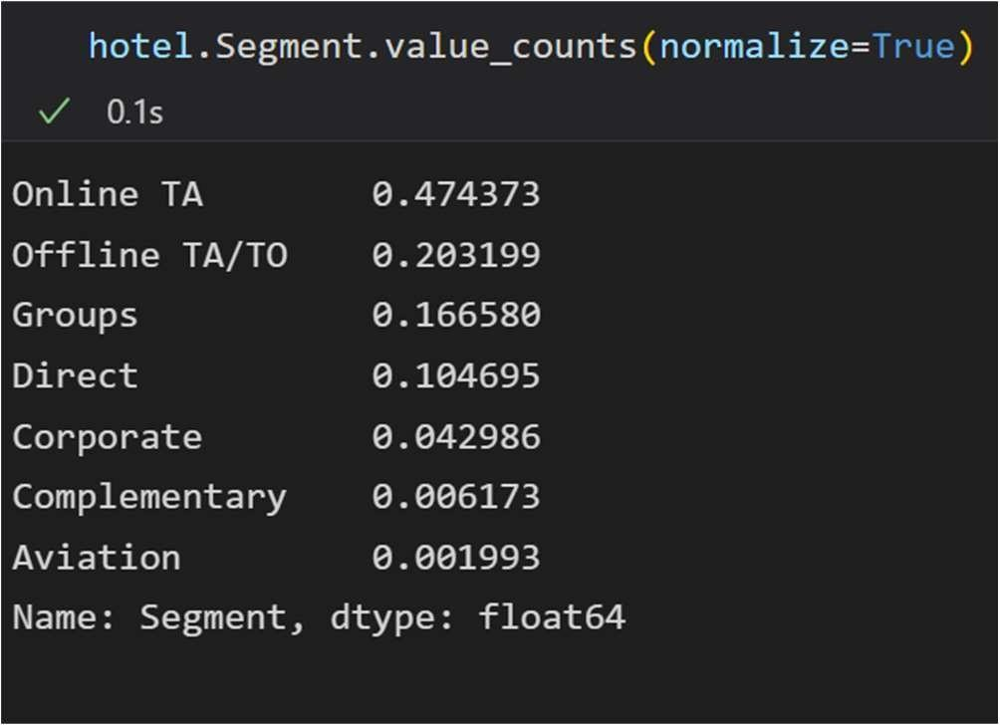 hotel.Segment.value_counts(normalize=True)
✓ 0.1s
Online TA 0.474373
Offline TA/TO 0.203199
Groups 0.166580
Direct 0.104695
Corporate 0.042986
Complementary 0.006173
Aviation 0.001993
Name: Segment, dtype: float64